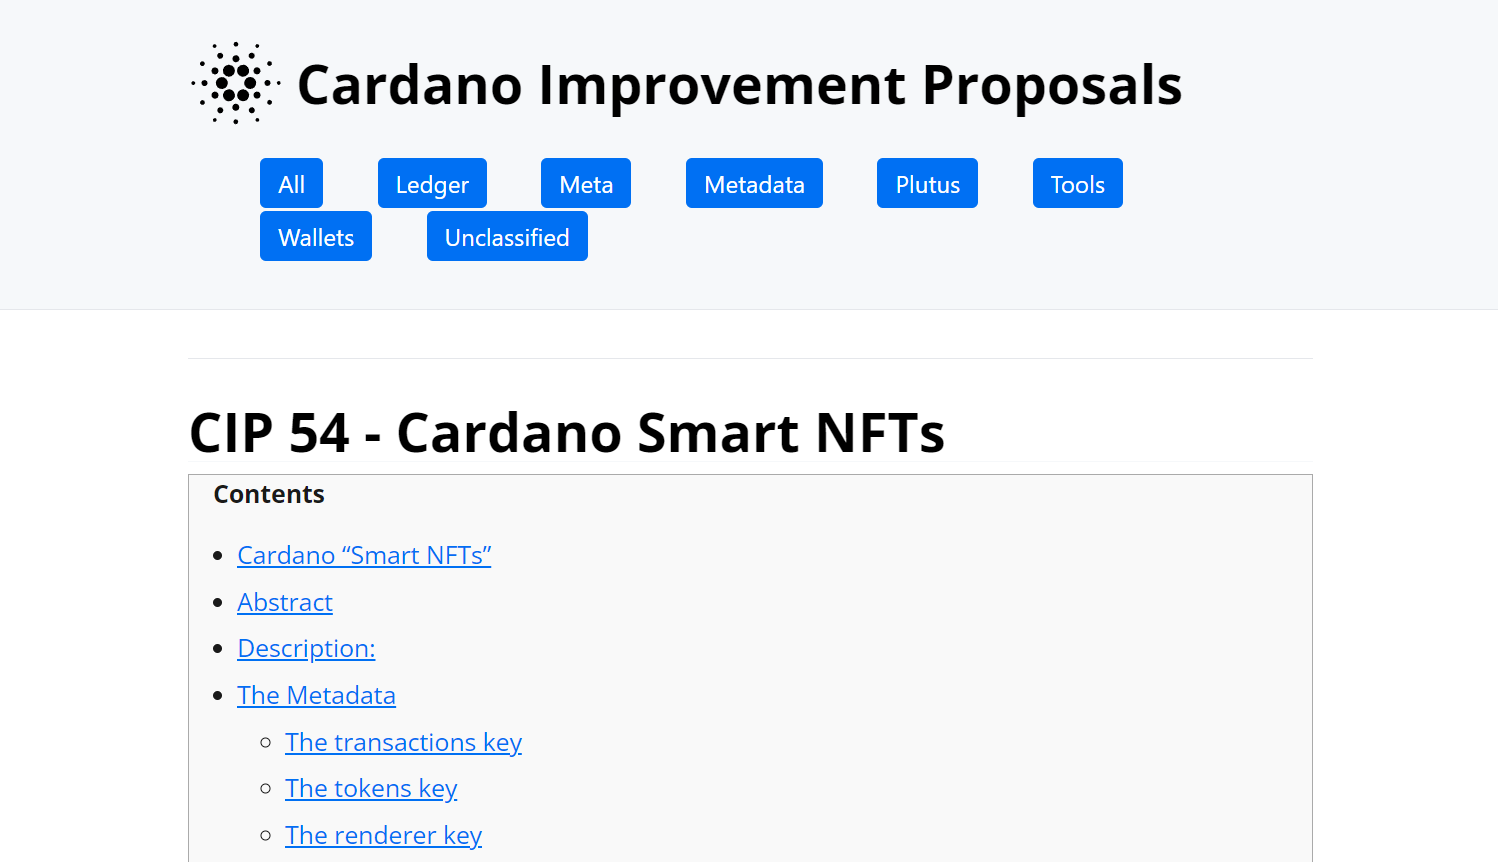 Cardano Improvement Proposals
All Ledger Meta Metadata Plutus Tools
Wallets Unclassified
CIP 54 - Cardano Smart NFTs
Contents
Cardano “Smart NFTs”
Abstract
Description:
The Metadata
The transactions key
The tokens key
The renderer key